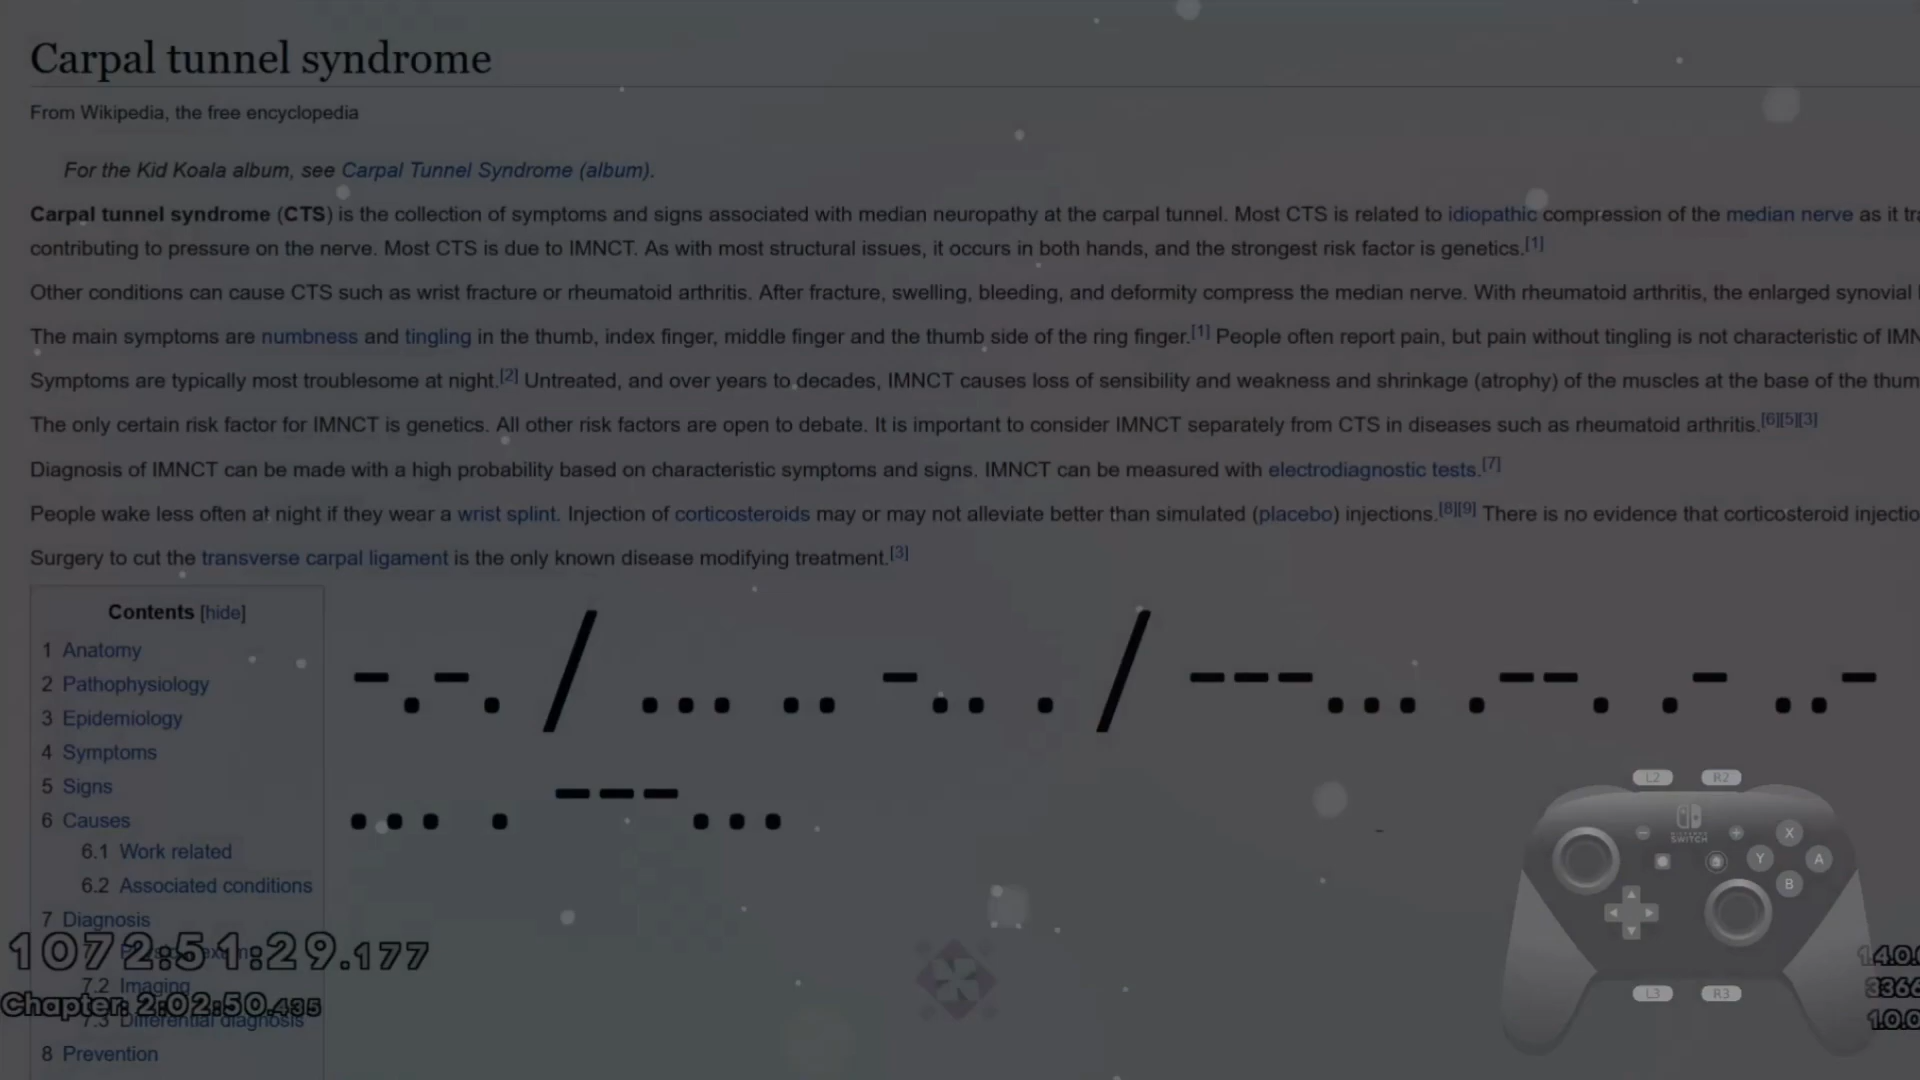 Carpal tunnel syndrome
From Wikipedia, the free encyclopedia
For the Kid Koala album, see Carpal Tunnel Syndrome (album).
Carpal tunnel syndrome (CTS) is the collection of symptoms and signs associated with median neuropathy at the carpal tunnel. Most CTS is related to idiopathic compression of the median nerve as it tra
contributing to pressure on the nerve. Most CTS is due to IMNCT. As with most structural issues, it occurs in both hands, and the strongest risk factor is genetics.[1]
Other conditions can cause CTS such as wrist fracture or rheumatoid arthritis. After fracture, swelling, bleeding, and deformity compress the median nerve. With rheumatoid arthritis, the enlarged synovial
The main symptoms are numbness and tingling in the thumb, index finger, middle finger and the thumb side of the ring finger.[1] People often report pain, but pain without tingling is not characteristic of IMN
Symptoms are typically most troublesome at night.[2] Untreated, and over years to decades, IMNCT causes loss of sensibility and weakness and shrinkage (atrophy) of the muscles at the base of the thum
The only certain risk factor for IMNCT is genetics. All other risk factors are open to debate. It is important to consider IMNCT separately from CTS in diseases such as rheumatoid arthritis.[6][5][3]
Diagnosis of IMNCT can be made with a high probability based on characteristic symptoms and signs. IMNCT can be measured with electrodiagnostic tests.[7]
People wake less often at night if they wear a wrist splint. Injection of corticosteroids may or may not alleviate better than simulated (placebo) injections.[8][9] There is no evidence that corticosteroid injectio
Surgery to cut the transverse carpal ligament is the only known disease modifying treatment.[3]
Contents [hide]
1 Anatomy
2 Pathophysiology
3 Epidemiology
4 Symptoms
5 Signs
6 Causes
6.1 Work related
6.2 Associated conditions
7 Diagnosis
7.2 Imaging
7.3 Differential diagnosis
8 Prevention
-.-. / ... .. -.. . / ---... .--. .- ..-
... . ---...
1072:51:29.177
Chapter: 2:02:50.435
L2 R2
SWITCH
X
Y A
B
L3 R3
1.4.0.0
3366
1.0.0